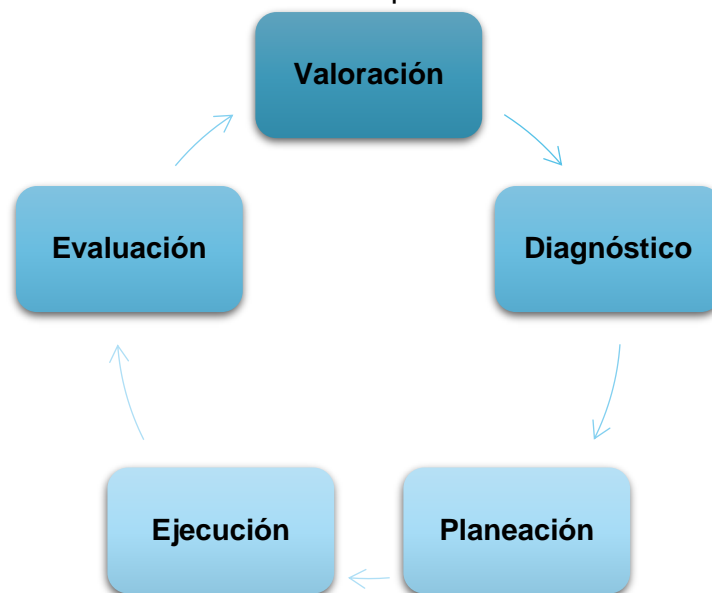 Valoración
Diagnóstico
Planeación
Ejecución
Evaluación